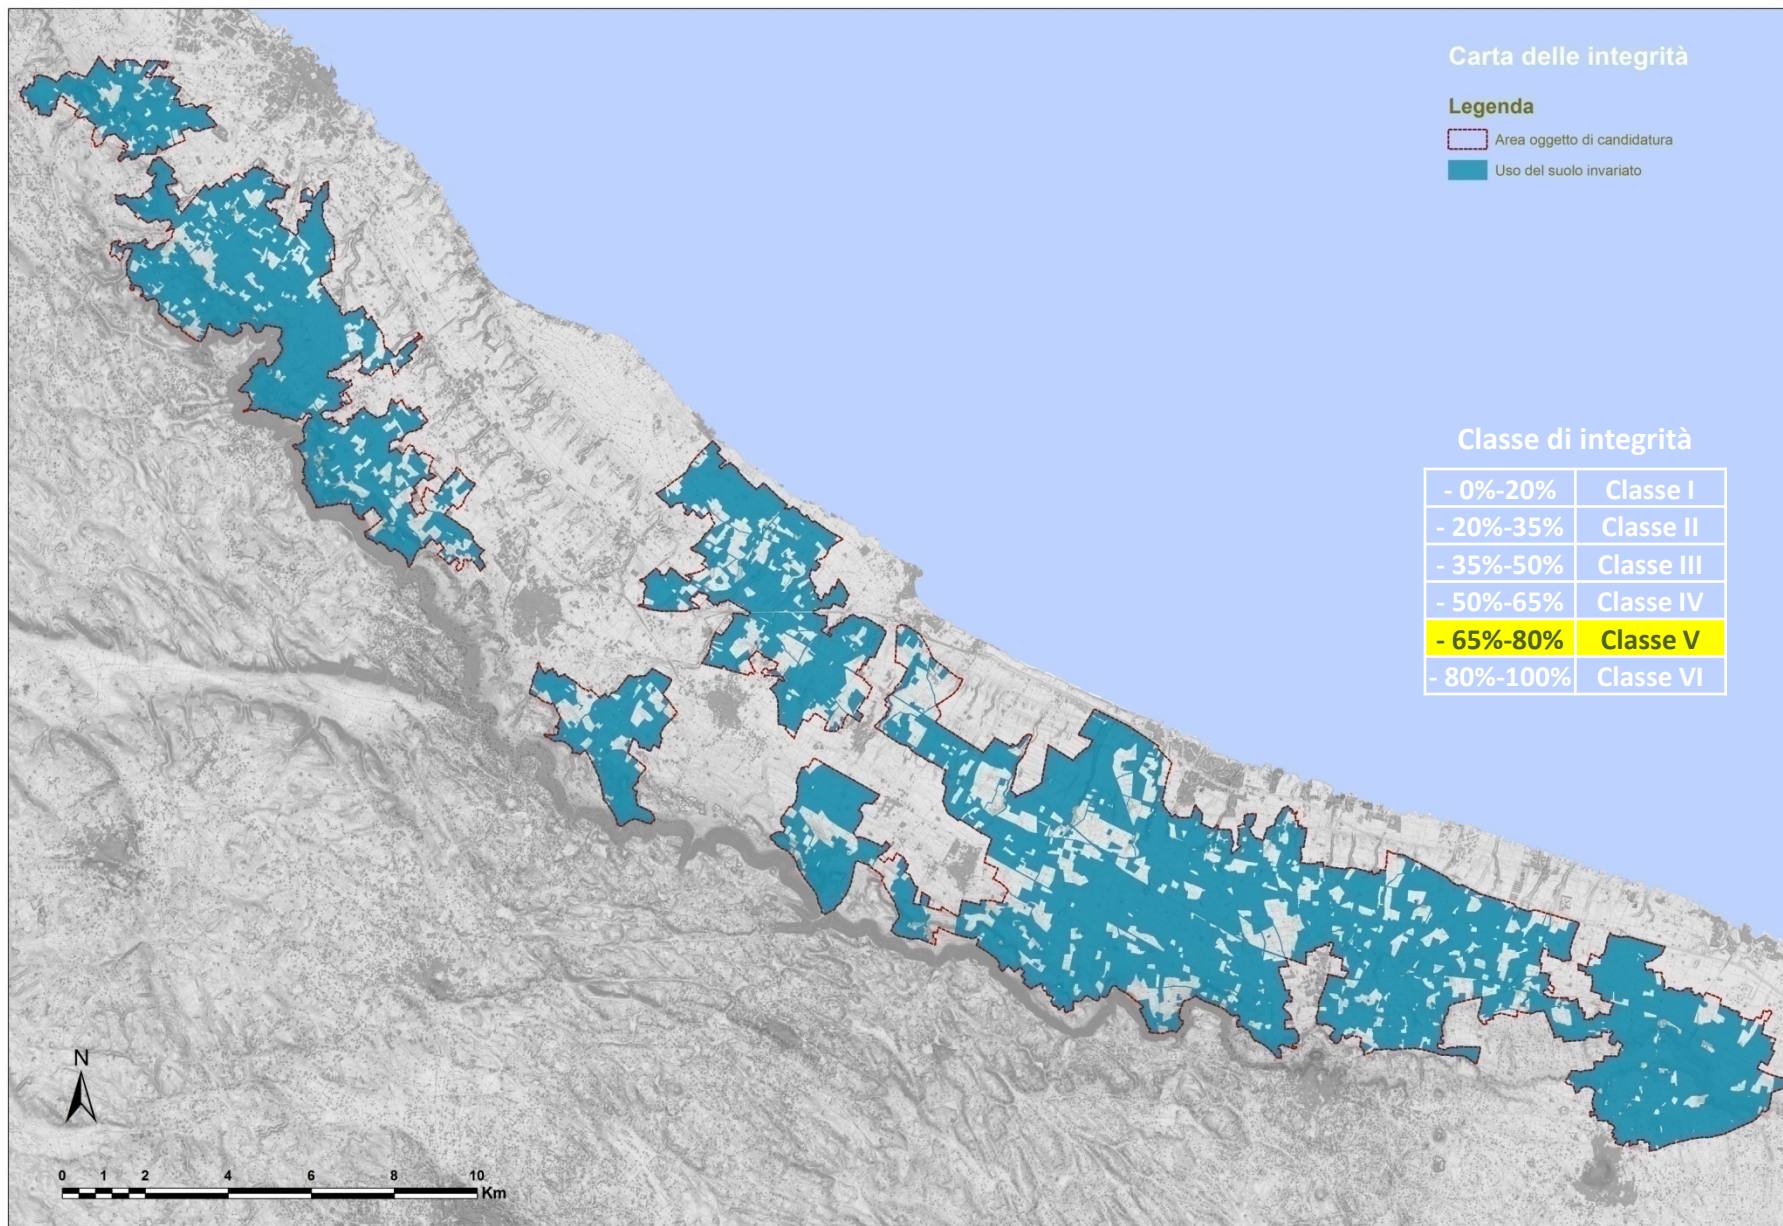 Carta delle integrità
Legenda
Area oggetto di candidatura
Uso del suolo invariato
Classe di integrità
- 0%-20% Classe I
- 20%-35% Classe II
- 35%-50% Classe III
- 50%-65% Classe IV
- 65%-80% Classe V
- 80%-100% Classe VI
N
0 1 2 4 6 8 10
Km